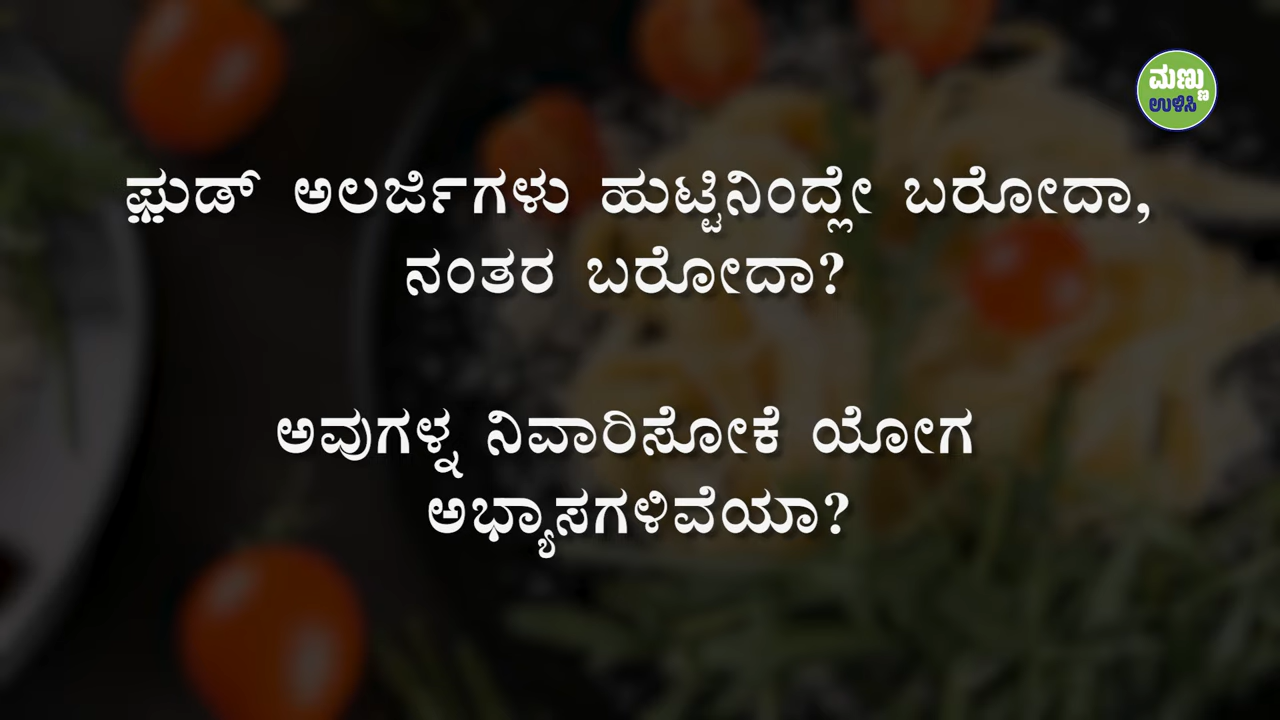 ಮಣ್ಣು
ಉಳಿಸಿ
ಫ಼ುಡ್ ಅಲರ್ಜಿಗಳು ಹುಟ್ಟಿನಿಂದ್ಲೇ ಬರೋದಾ,
ನಂತರ ಬರೋದಾ?
ಅವುಗಳ್ನ ನಿವಾರಿಸೋಕೆ ಯೋಗ
ಅಭ್ಯಾಸಗಳಿವೆಯಾ?